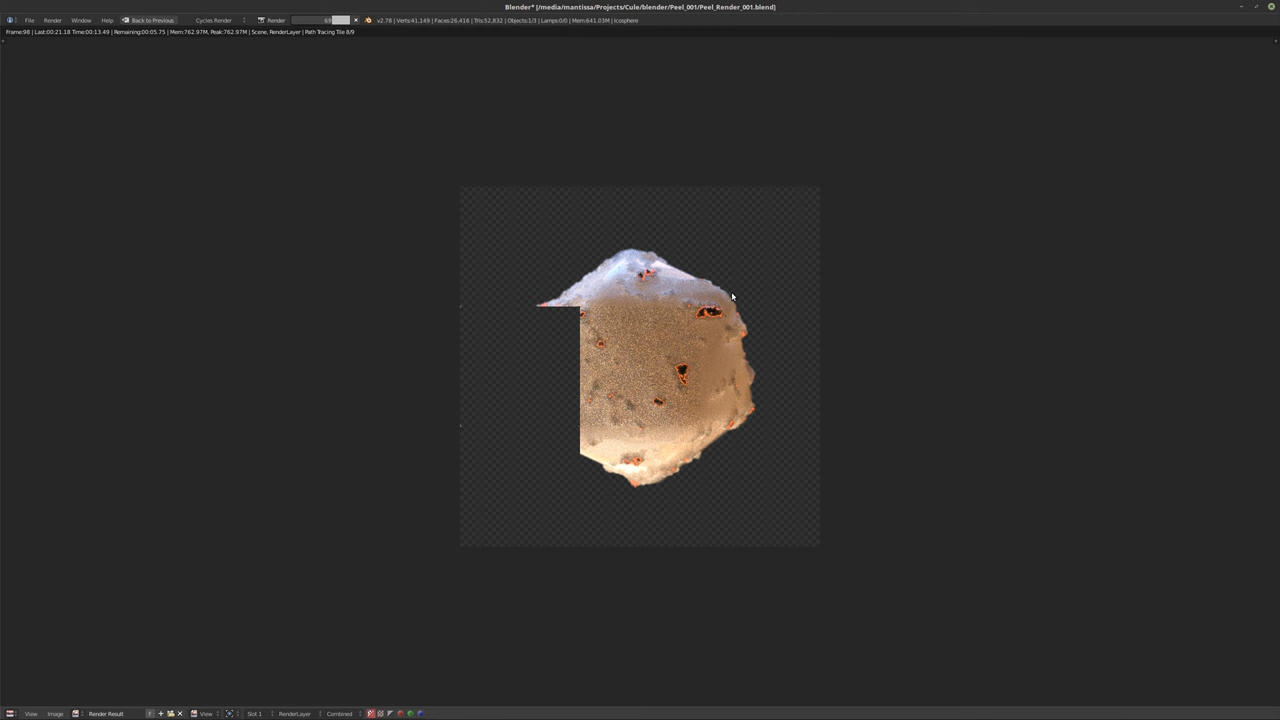 Blender* [/media/mantissa/Projects/Cule/blender/Peel_001/Peel_Render_001.blend]
File Render Window Help Back to Previous Cycles Render Render 69 v2.78 | Verts:41,149 | Faces:26,416 | Tris:52,832 | Objects:1/3 | Lamps:0/0 | Mem:641.03M | Icosphere
Frame:98 | Last:00:21.18 Time:00:13.49 | Remaining:00:05.75 | Mem:762.97M, Peak:762.97M | Scene, RenderLayer | Path Tracing Tile 8/9
View Image Render Result F View Slot 1 RenderLayer Combined